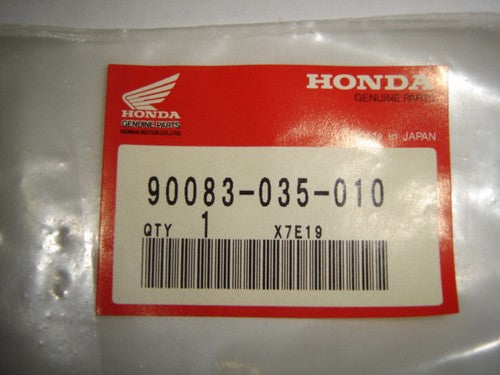 HONDA
GENUINE PARTS
HONDA MOTOR CO.,LTD.
HONDA
GENUINE PARTS
Made in JAPAN
90083-035-010
QTY 1 X7E19